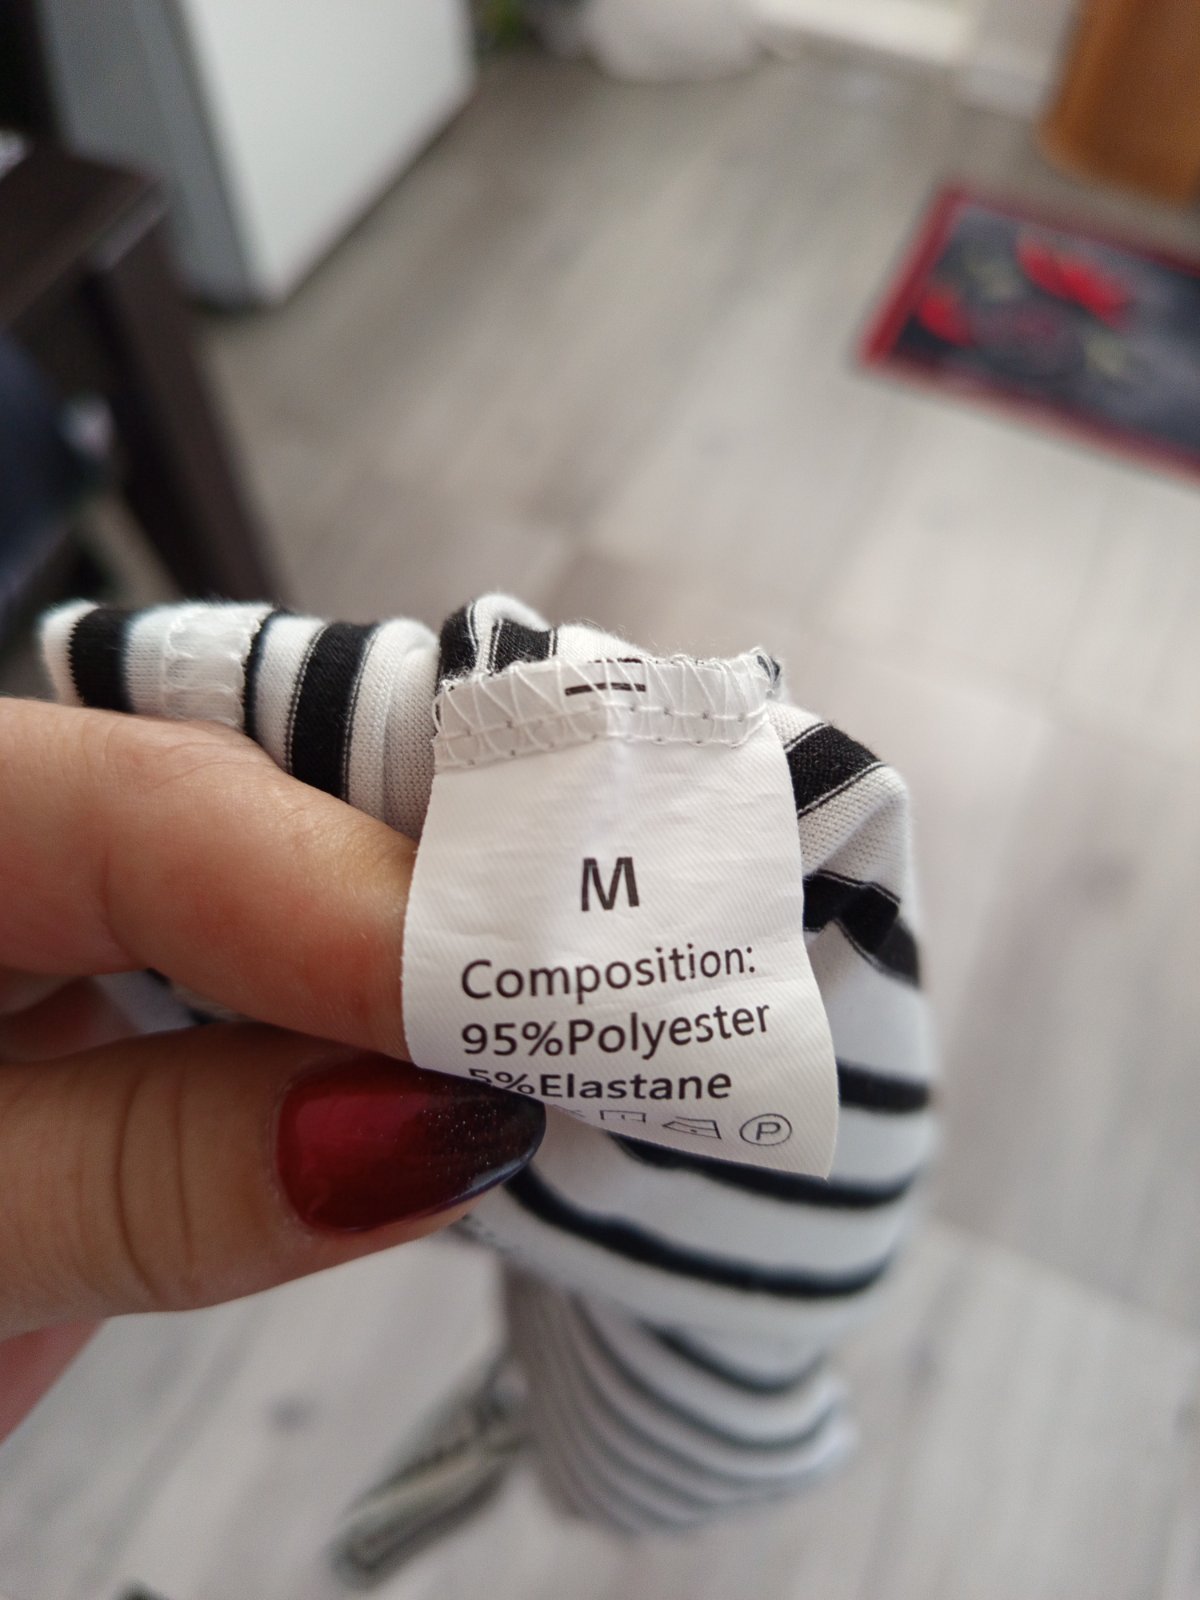 M
Composition:
95%Polyester
5%Elastane
P